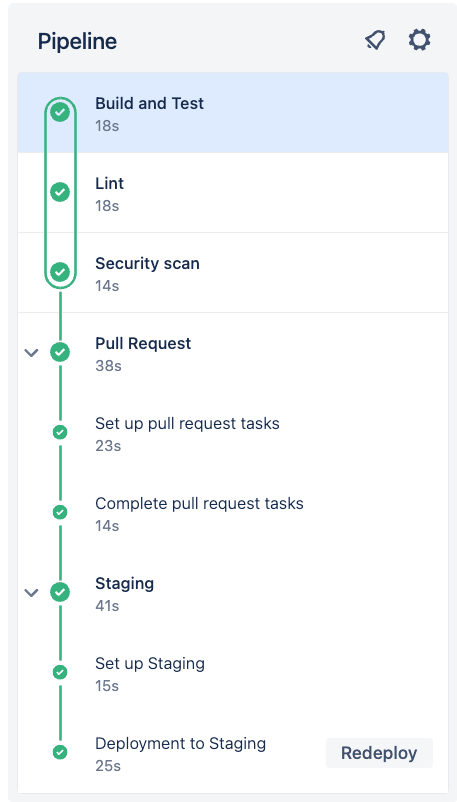 Pipeline
Build and Test
18s
Lint
18s
Security scan
14s
Pull Request
38s
Set up pull request tasks
23s
Complete pull request tasks
14s
Staging
41s
Set up Staging
15s
Deployment to Staging
25s
Redeploy